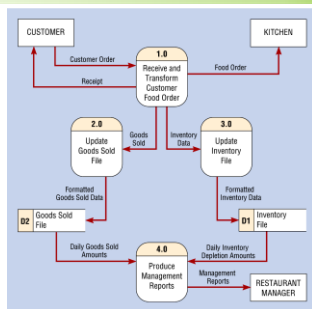 CUSTOMER
KITCHEN
1.0
Customer Order
Receive and
Transform
Customer
Food Order
Food Order
Receipt
2.0
Goods
Sold
Inventory
Data
3.0
Update
Goods Sold
File
Update
Inventory
File
Formatted
Goods Sold Data
Formatted
Inventory Data
D2
Goods Sold
File
D1
Inventory
File
4.0
Daily Goods Sold
Amounts
Daily Inventory
Depletion Amounts
Produce
Management
Reports
Management
Reports
RESTAURANT
MANAGER